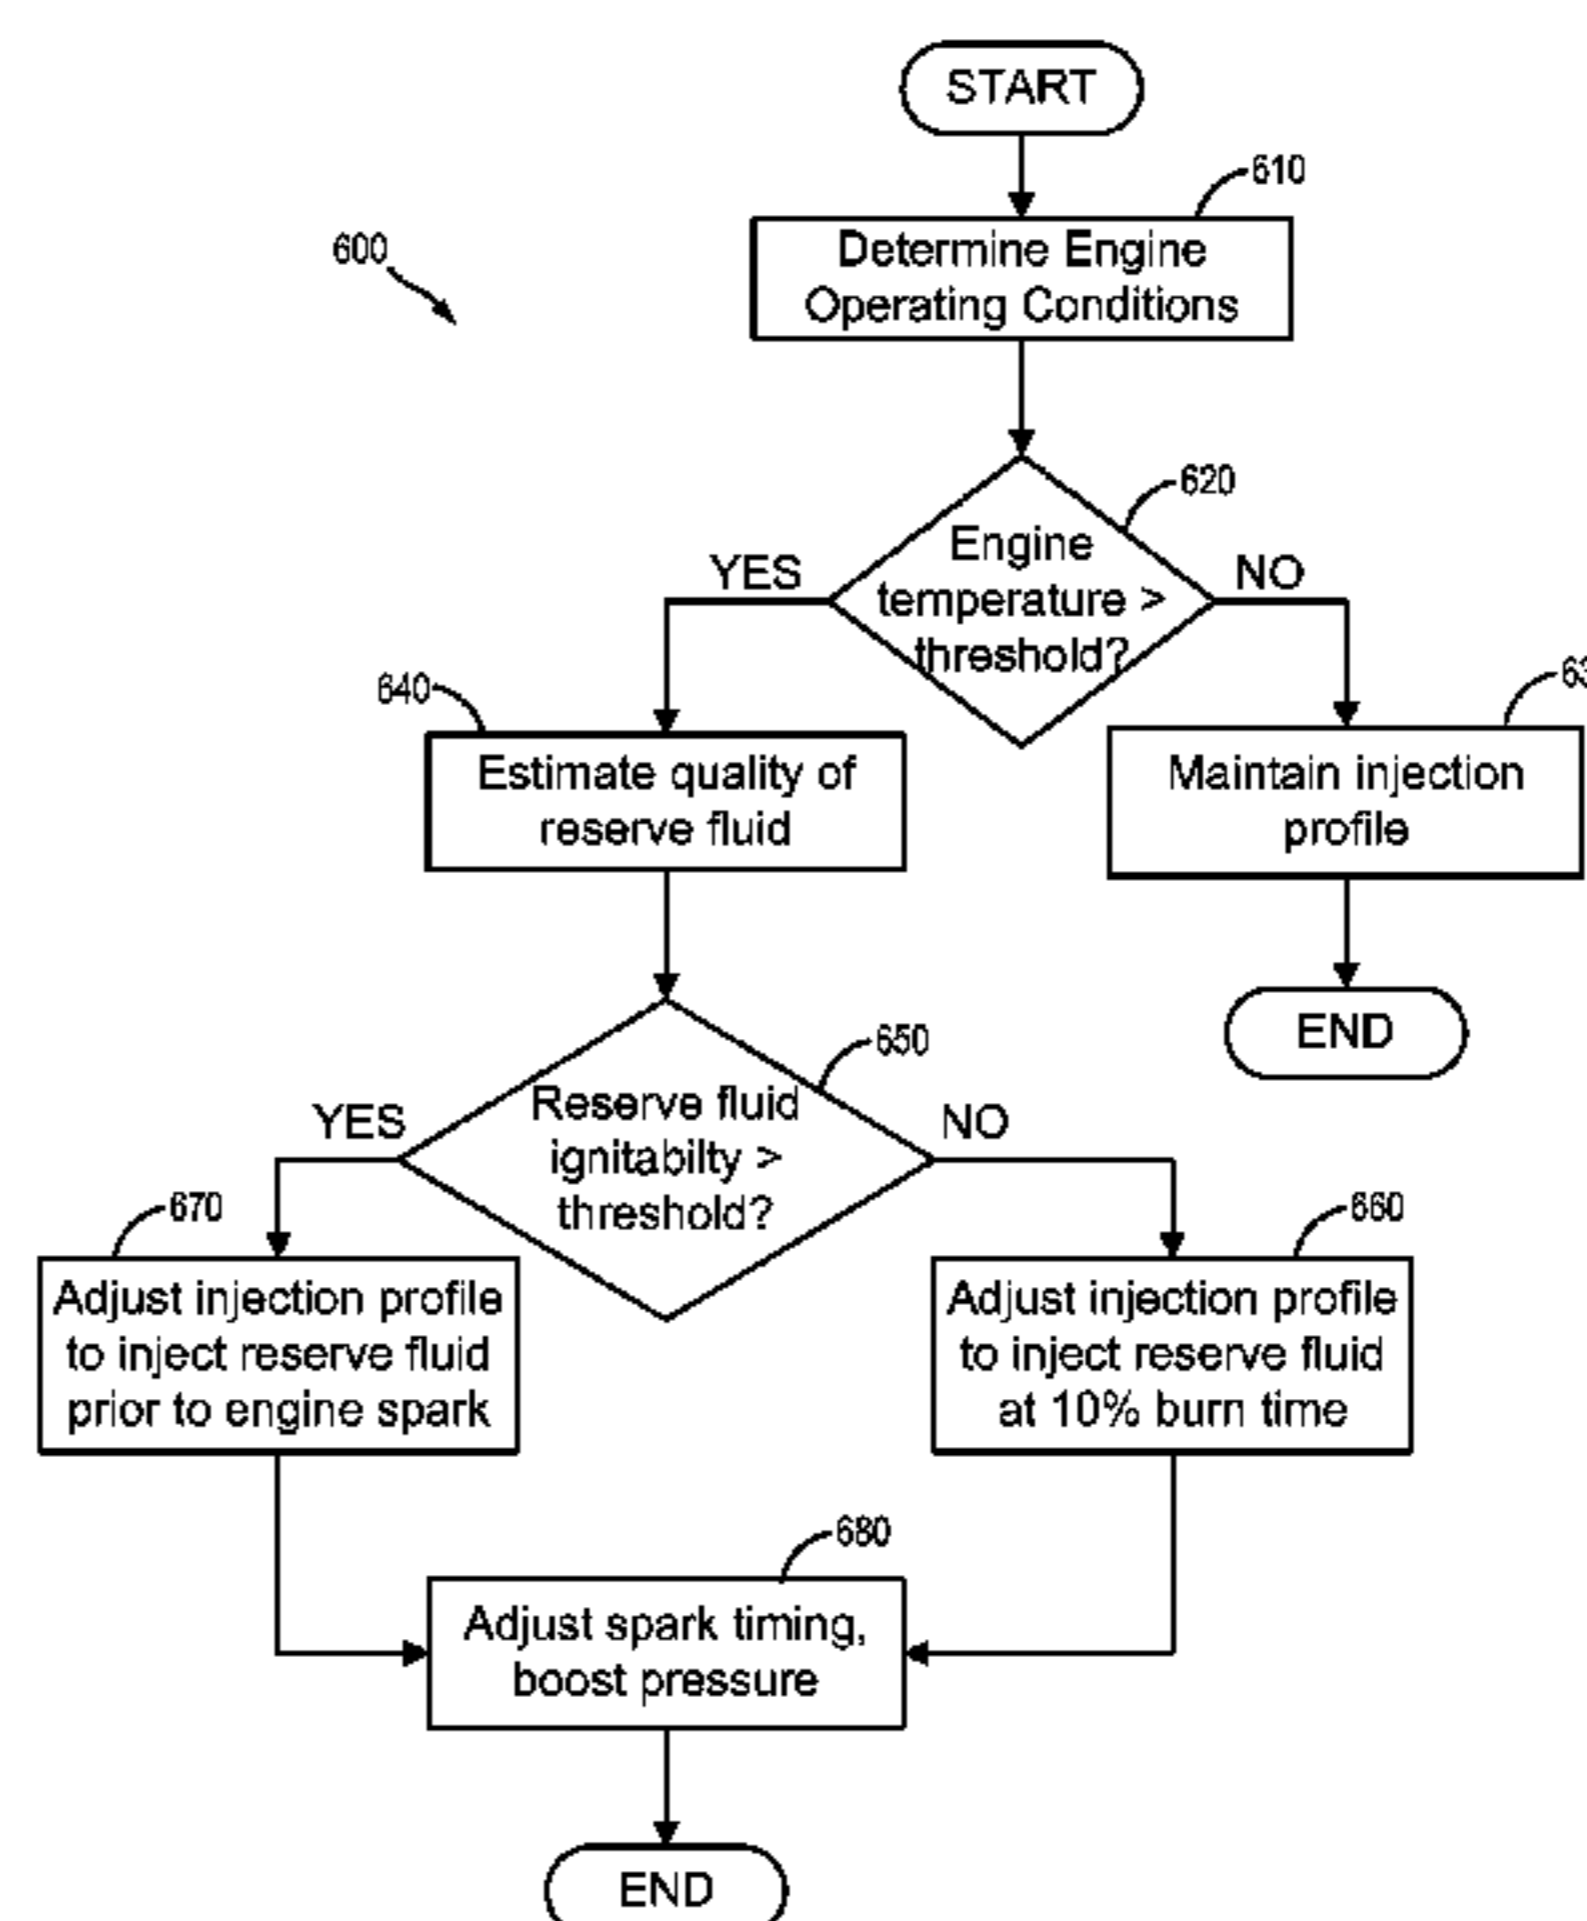 START
610
600
Determine Engine
Operating Conditions
620
Engine
temperature >
threshold?
YES
NO
640
63
Estimate quality of
reserve fluid
Maintain injection
profile
END
650
Reserve fluid
ignitabilty >
threshold?
YES
NO
670
660
Adjust injection profile
to inject reserve fluid
prior to engine spark
Adjust injection profile
to inject reserve fluid
at 10% burn time
680
Adjust spark timing,
boost pressure
END